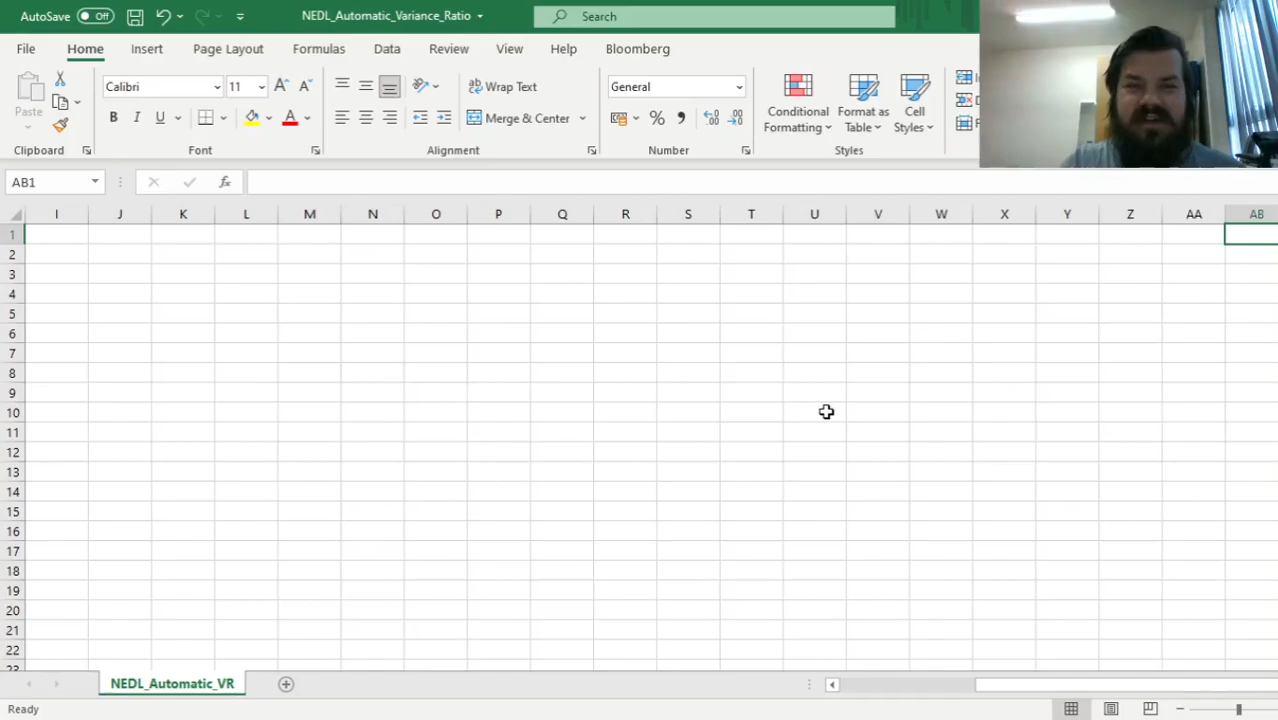 AutoSave Off NEDL_Automatic_Variance_Ratio Search
File Home Insert Page Layout Formulas Data Review View Help Bloomberg
Calibri 11 Wrap Text General
Paste B I U A Merge & Center % Conditional Formatting Format as Table Cell Styles
Clipboard Font Alignment Number Styles
AB1 fx
I J K L M N O P Q R S T U V W X Y Z AA AB
1
2
3
4
5
6
7
8
9
10
11
12
13
14
15
16
17
18
19
20
21
22
23
NEDL_Automatic_VR
Ready